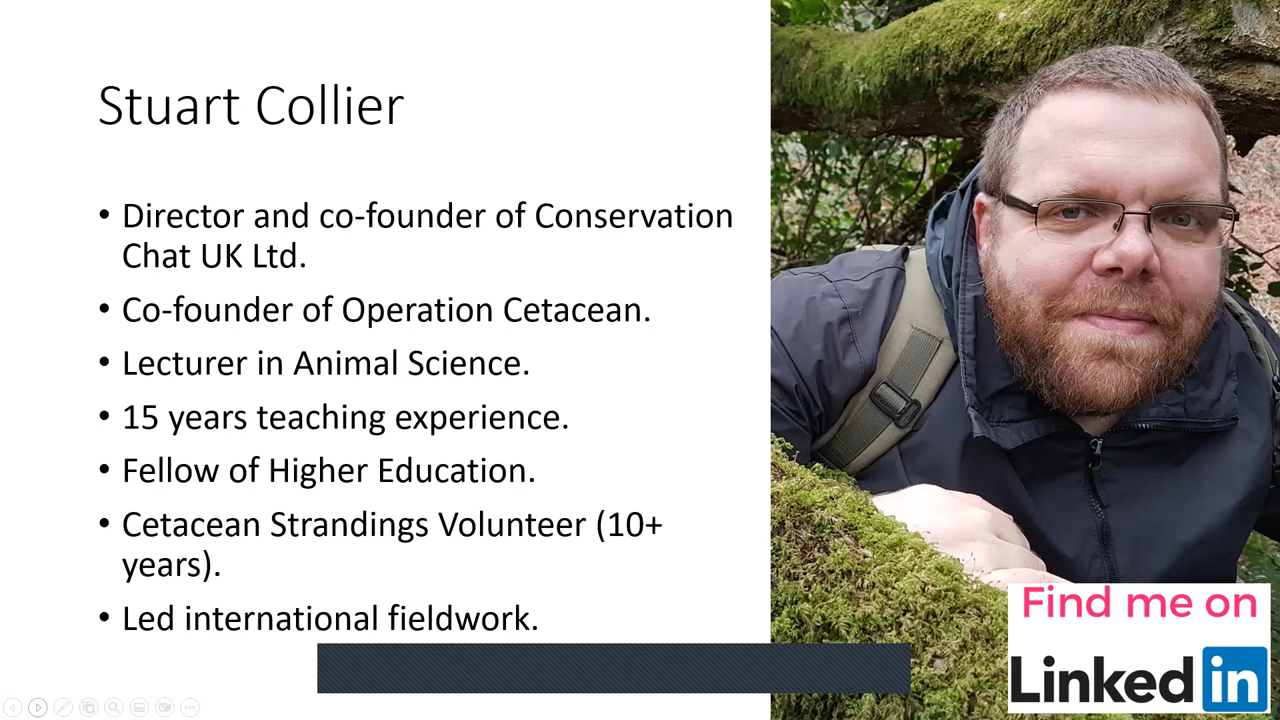 Stuart Collier
• Director and co-founder of Conservation
Chat UK Ltd.
• Co-founder of Operation Cetacean.
• Lecturer in Animal Science.
• 15 years teaching experience.
• Fellow of Higher Education.
• Cetacean Strandings Volunteer (10+
years).
• Led international fieldwork.
Find me on
Linked in